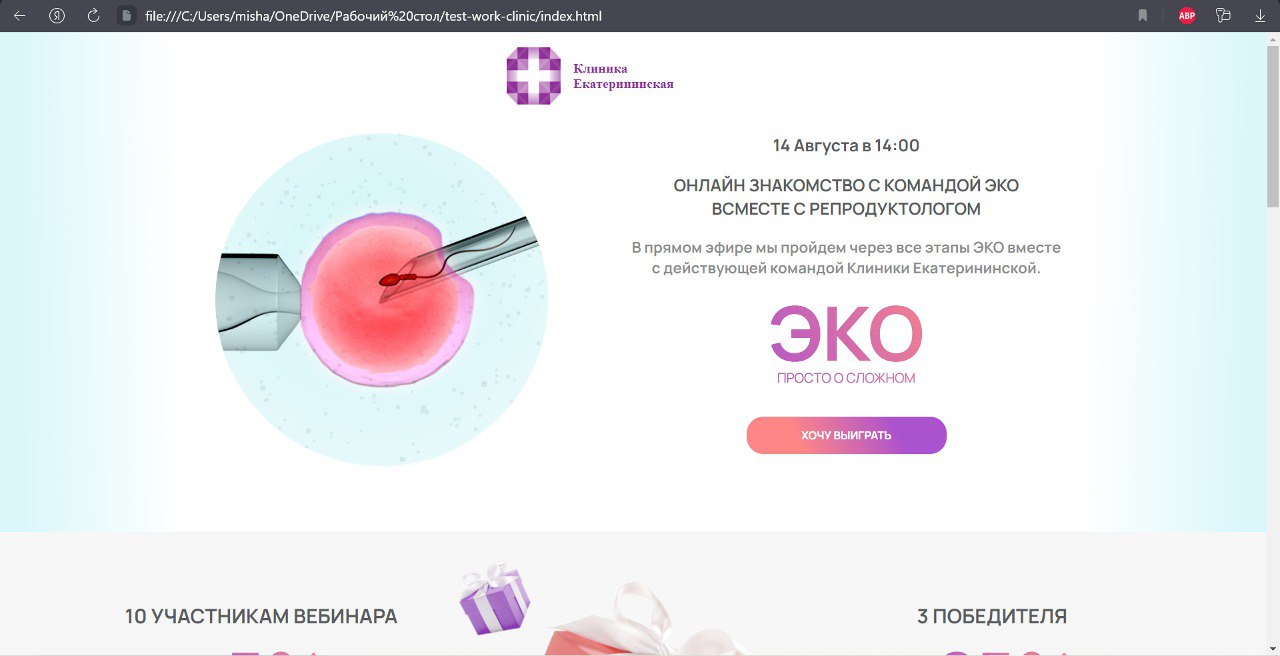 file:///C:/Users/misha/OneDrive/Рабочий%20стол/test-work-clinic/index.html
ABP
Клиника
Екатерининская
14 Августа в 14:00
ОНЛАЙН ЗНАКОМСТВО С КОМАНДОЙ ЭКО
ВСМЕСТЕ С РЕПРОДУКТОЛОГОМ
В прямом эфире мы пройдем через все этапы ЭКО вместе
с действующей командой Клиники Екатерининской.
ЭКО
ПРОСТО О СЛОЖНОМ
ХОЧУ ВЫИГРАТЬ
10 УЧАСТНИКАМ ВЕБИНАРА
3 ПОБЕДИТЕЛЯ